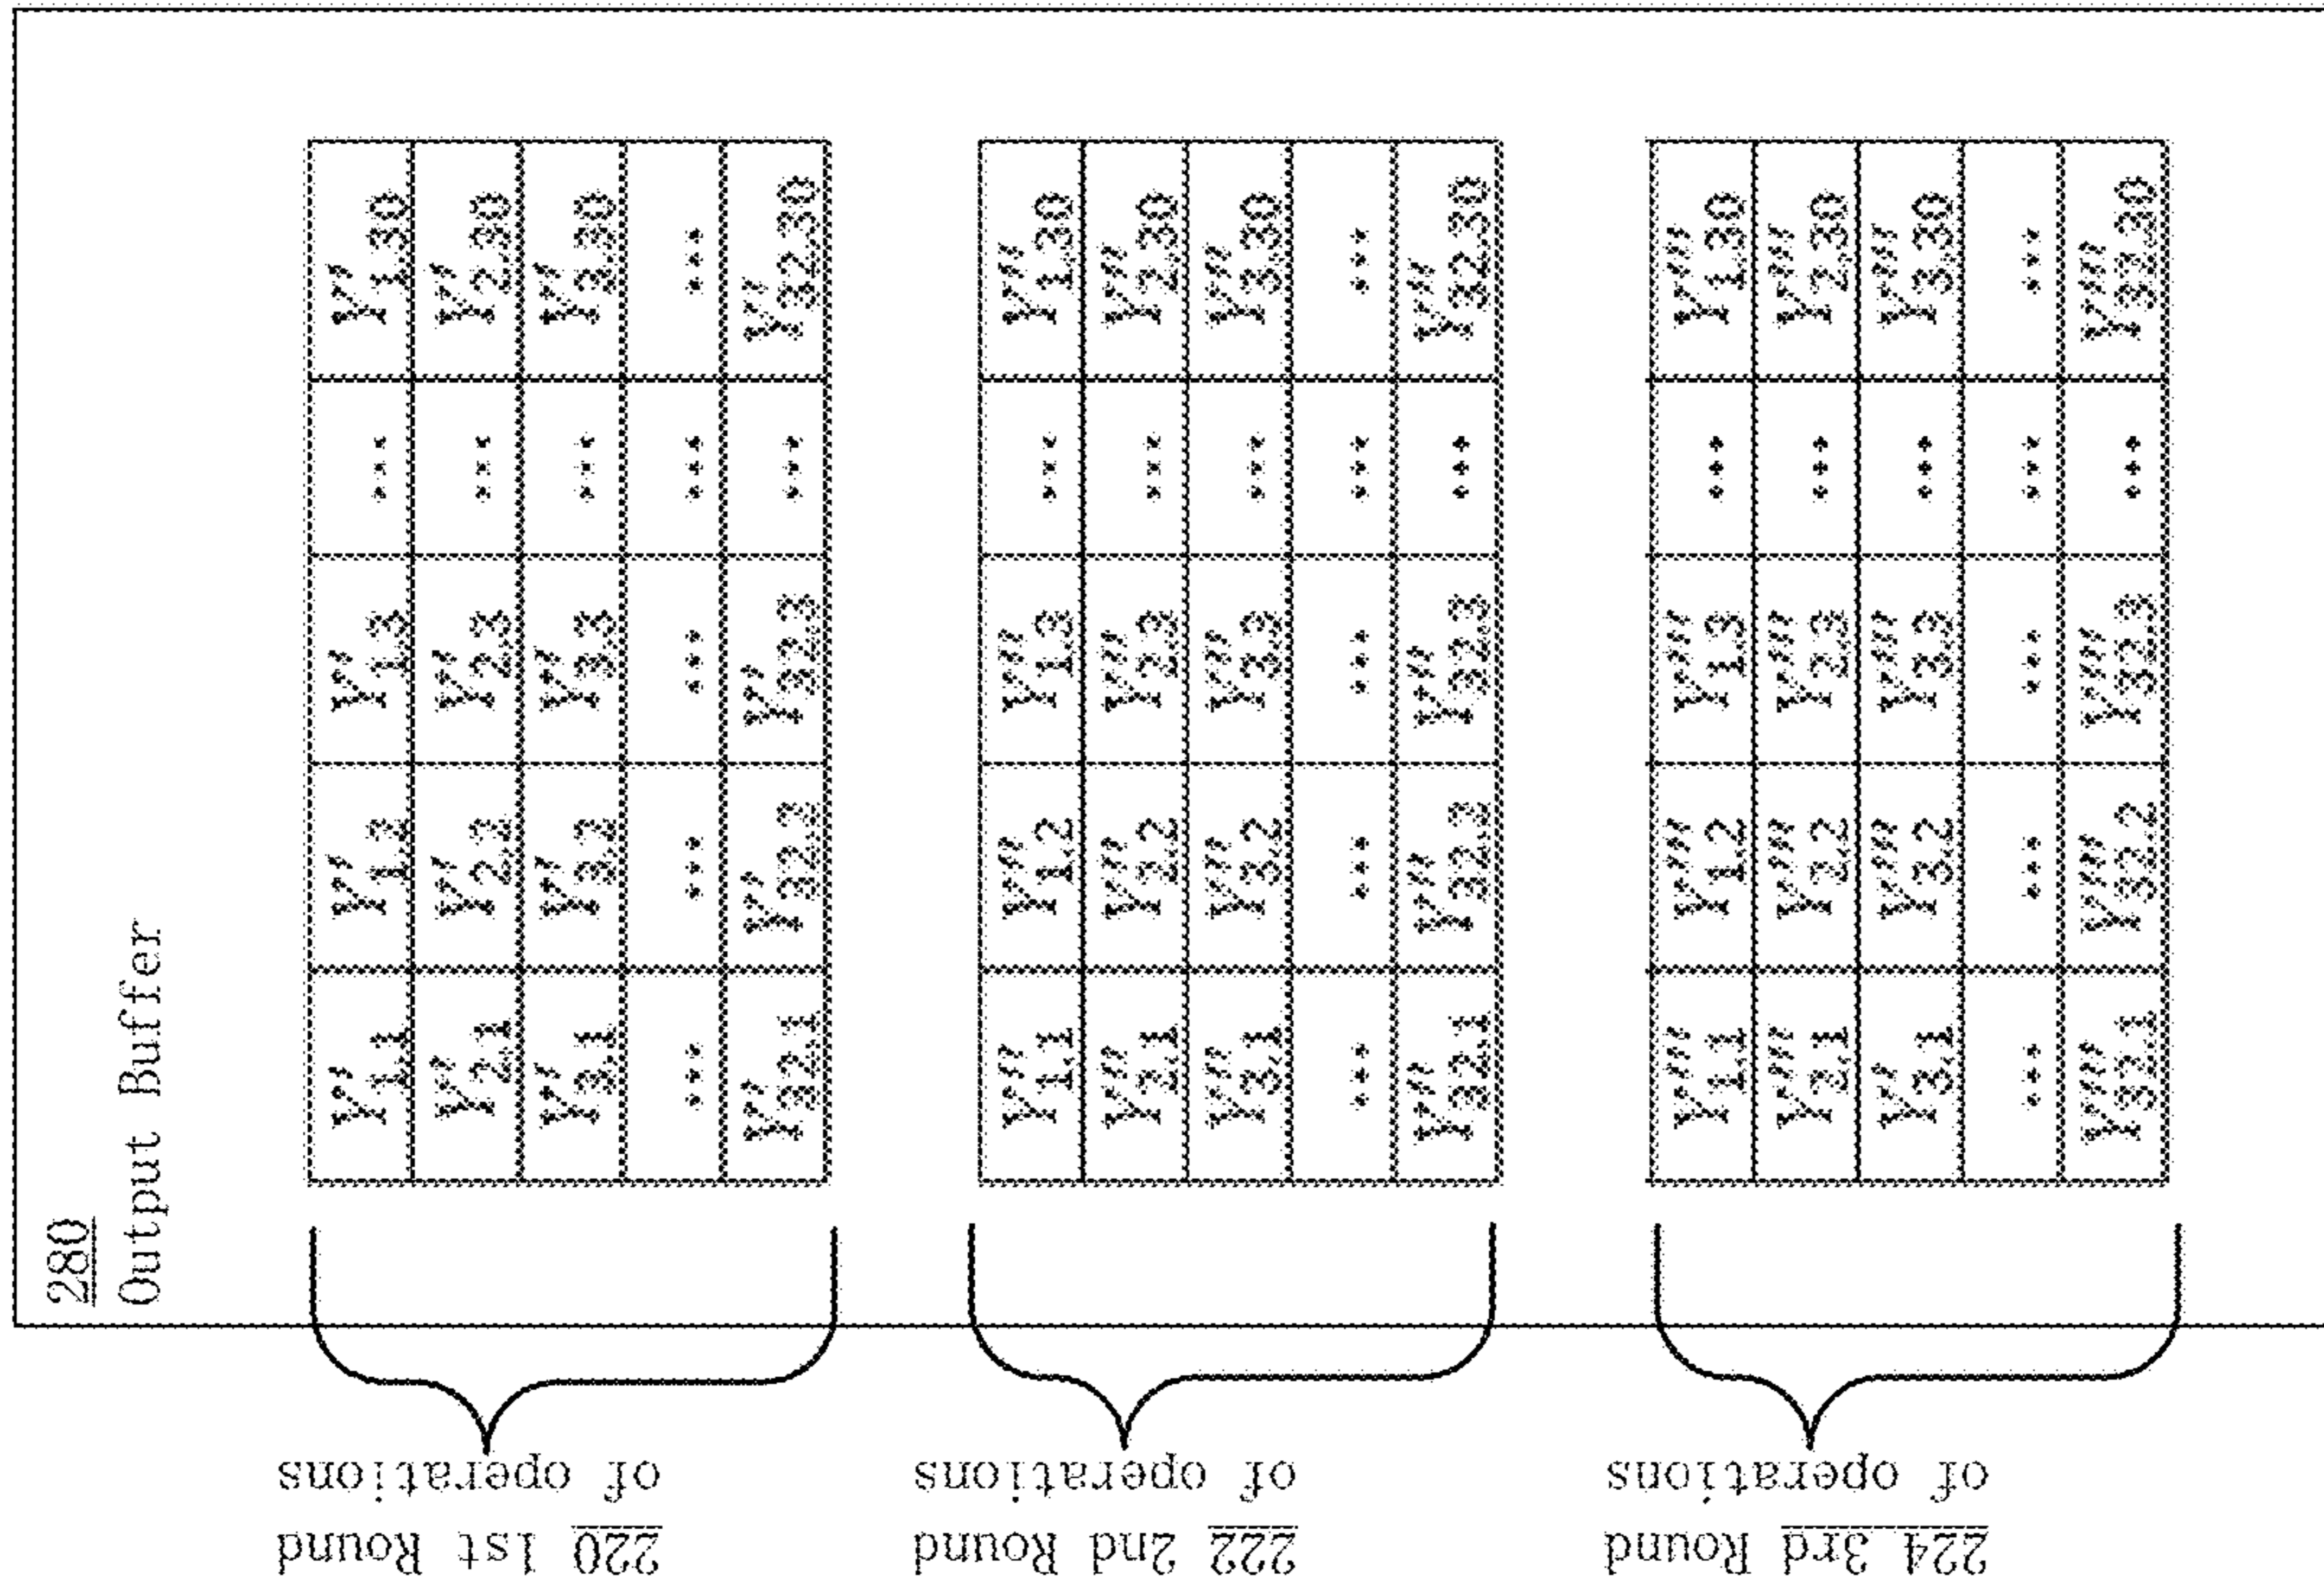 280
Output Buffer
220 1st Round
of operations
Y'1,1 Y'1,2 Y'1,3 ... Y'1,30
Y'2,1 Y'2,2 Y'2,3 ... Y'2,30
Y'3,1 Y'3,2 Y'3,3 ... Y'3,30
... ... ... ... ...
Y'32,1 Y'32,2 Y'32,3 ... Y'32,30
222 2nd Round
of operations
Y''1,1 Y''1,2 Y''1,3 ... Y''1,30
Y''2,1 Y''2,2 Y''2,3 ... Y''2,30
Y''3,1 Y''3,2 Y''3,3 ... Y''3,30
... ... ... ... ...
Y''32,1 Y''32,2 Y''32,3 ... Y''32,30
224 3rd Round
of operations
Y'''1,1 Y'''1,2 Y'''1,3 ... Y'''1,30
Y'''2,1 Y'''2,2 Y'''2,3 ... Y'''2,30
Y'3,1 Y'''3,2 Y'''3,3 ... Y'''3,30
... ... ... ... ...
Y'''32,1 Y'''32,2 Y'''32,3 ... Y'''32,30